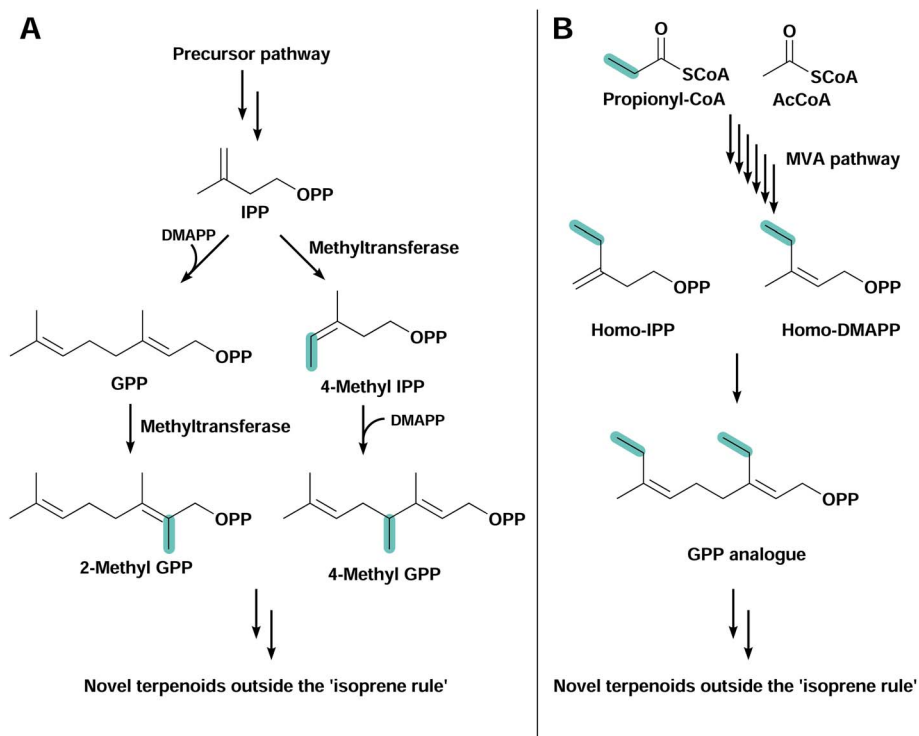 A
Precursor pathway
OPP
IPP
DMAPP
Methyltransferase
OPP
GPP
OPP
4-Methyl IPP
Methyltransferase
DMAPP
OPP
2-Methyl GPP
OPP
4-Methyl GPP
Novel terpenoids outside the 'isoprene rule'
B
O
SCoA
Propionyl-CoA
O
SCoA
AcCoA
MVA pathway
OPP
Homo-IPP
OPP
Homo-DMAPP
OPP
GPP analogue
Novel terpenoids outside the 'isoprene rule'